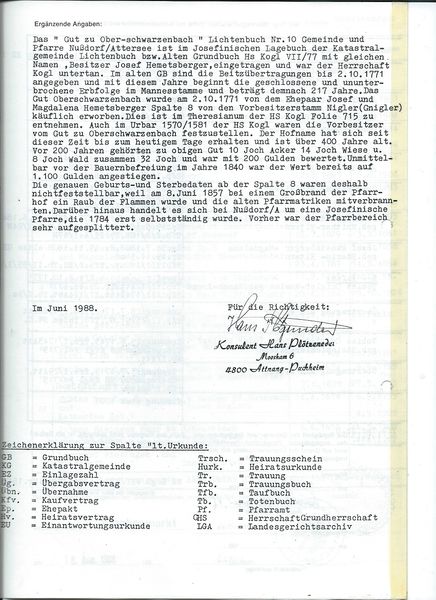 Ergänzende Angaben:
Das " Gut zu Ober-schwarzenbach " Lichtenbuch Nr.10 Gemeinde und
Pfarre Nußdorf/Attersee ist im Josefinischen Lagebuch der Katastral-
gemeinde Lichtenbuch bzw.Alten Grundbuch Hs Kogl VII/77 mit gleichen
Namen ,Besitzer Josef Hemetsberger,eingetragen und war der Herrschaft
Kogl untertan. Im alten GB sind die Beitzübertragungen bis 2.10.1771
angegeben und mit diesem Jahre beginnt die geschlossene und ununter-
brochene Erbfolge im Mannesstamme und beträgt demnach 217 Jahre.Das
Gut Oberschwarzenbach wurde am 2.10.1771 von dem Ehepaar Josef und
Magdalena Hemetsberger Spalte 8 von den Vorbesitzerstamm Nigler(Gnigler)
käuflich erworben.Dies ist im Theresianum der HS Kogl Folie 715 zu
entnehmen. Auch im Urbar 1570/1581 des HS Kogl waren die Vorbesitzer
vom Gut zu Oberschwarzenbach festzustellen. Der Hofname hat sich seit
dieser Zeit bis zum heutigem Tage erhalten und ist über 400 Jahre alt.
Vor 200 Jahren gehörten zu obigen Gut 10 Joch Acker 14 Joch Wiese u.
8 Joch Wald zusammen 32 Joch und war mit 200 Gulden bewertet.Unmittel-
bar vor der Bauernbefreiung im Jahre 1840 war der Wert bereits auf
1.100 Gulden angestiegen.
Die genauen Geburts-und Sterbedaten ab der Spalte 8 waren deshalb
nichtfeststellbar,weil am 8.Juni 1857 bei einem Großbrand der Pfarr-
hof ein Raub der Flammen wurde und die alten Pfarrmatriken mitverbrann-
ten.Darüber hinaus handelt es sich bei Nußdorf/A um eine Josefinische
Pfarre,die 1784 erst selbstständig wurde. Vorher war der Pfarrbereich
sehr aufgesplittert.
Im Juni 1988.
Für die Richtigkeit:
Konsulent Hans Plötzeneder
Moosham 6
4800 Attnang-Puchheim
Zeichenerklärung zur Spalte "lt.Urkunde:
GB = Grundbuch
KG = Katastralgemeinde
EZ = Einlagezahl
Üg. = Übergabsvertrag
Übn. = Übernahme
Kfv. = Kaufvertrag
Ep. = Ehepakt
Hv. = Heiratsvertrag
EU = Einantwortungsurkunde
Trsch. = Trauungsschein
Hurk. = Heiratsurkunde
Tr. = Trauung
Trb. = Trauungsbuch
Tfb. = Taufbuch
Tb. = Totenbuch
Pf. = Pfarramt
GHS = HerrschaftGrundherrschaft
LGA = Landesgerichtsarchiv